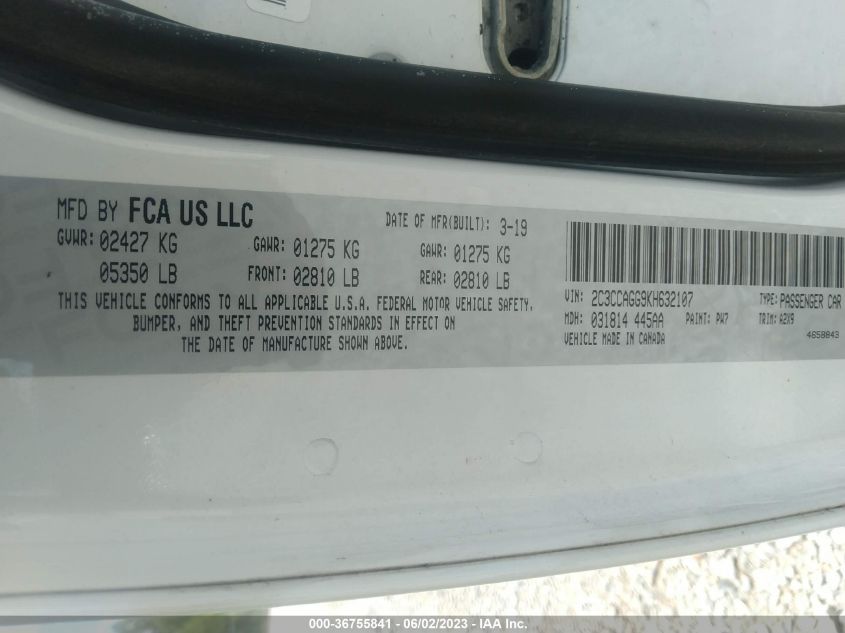 MFD BY FCA US LLC
DATE OF MFR(BUILT): 3-19
GVWR: 02427 KG
GAWR: 01275 KG
GAWR: 01275 KG
05350 LB
FRONT: 02810 LB
REAR: 02810 LB
THIS VEHICLE CONFORMS TO ALL APPLICABLE U.S.A. FEDERAL MOTOR VEHICLE SAFETY,
BUMPER, AND THEFT PREVENTION STANDARDS IN EFFECT ON
THE DATE OF MANUFACTURE SHOWN ABOVE.
VIN: 2C3CCAGG9KH632107
TYPE: PASSENGER CAR
MDH: 031814 445AA
PAINT: PW7
TRIM: A2X9
VEHICLE MADE IN CANADA
4658843
000-36755841 - 06/02/2023 - IAA Inc.